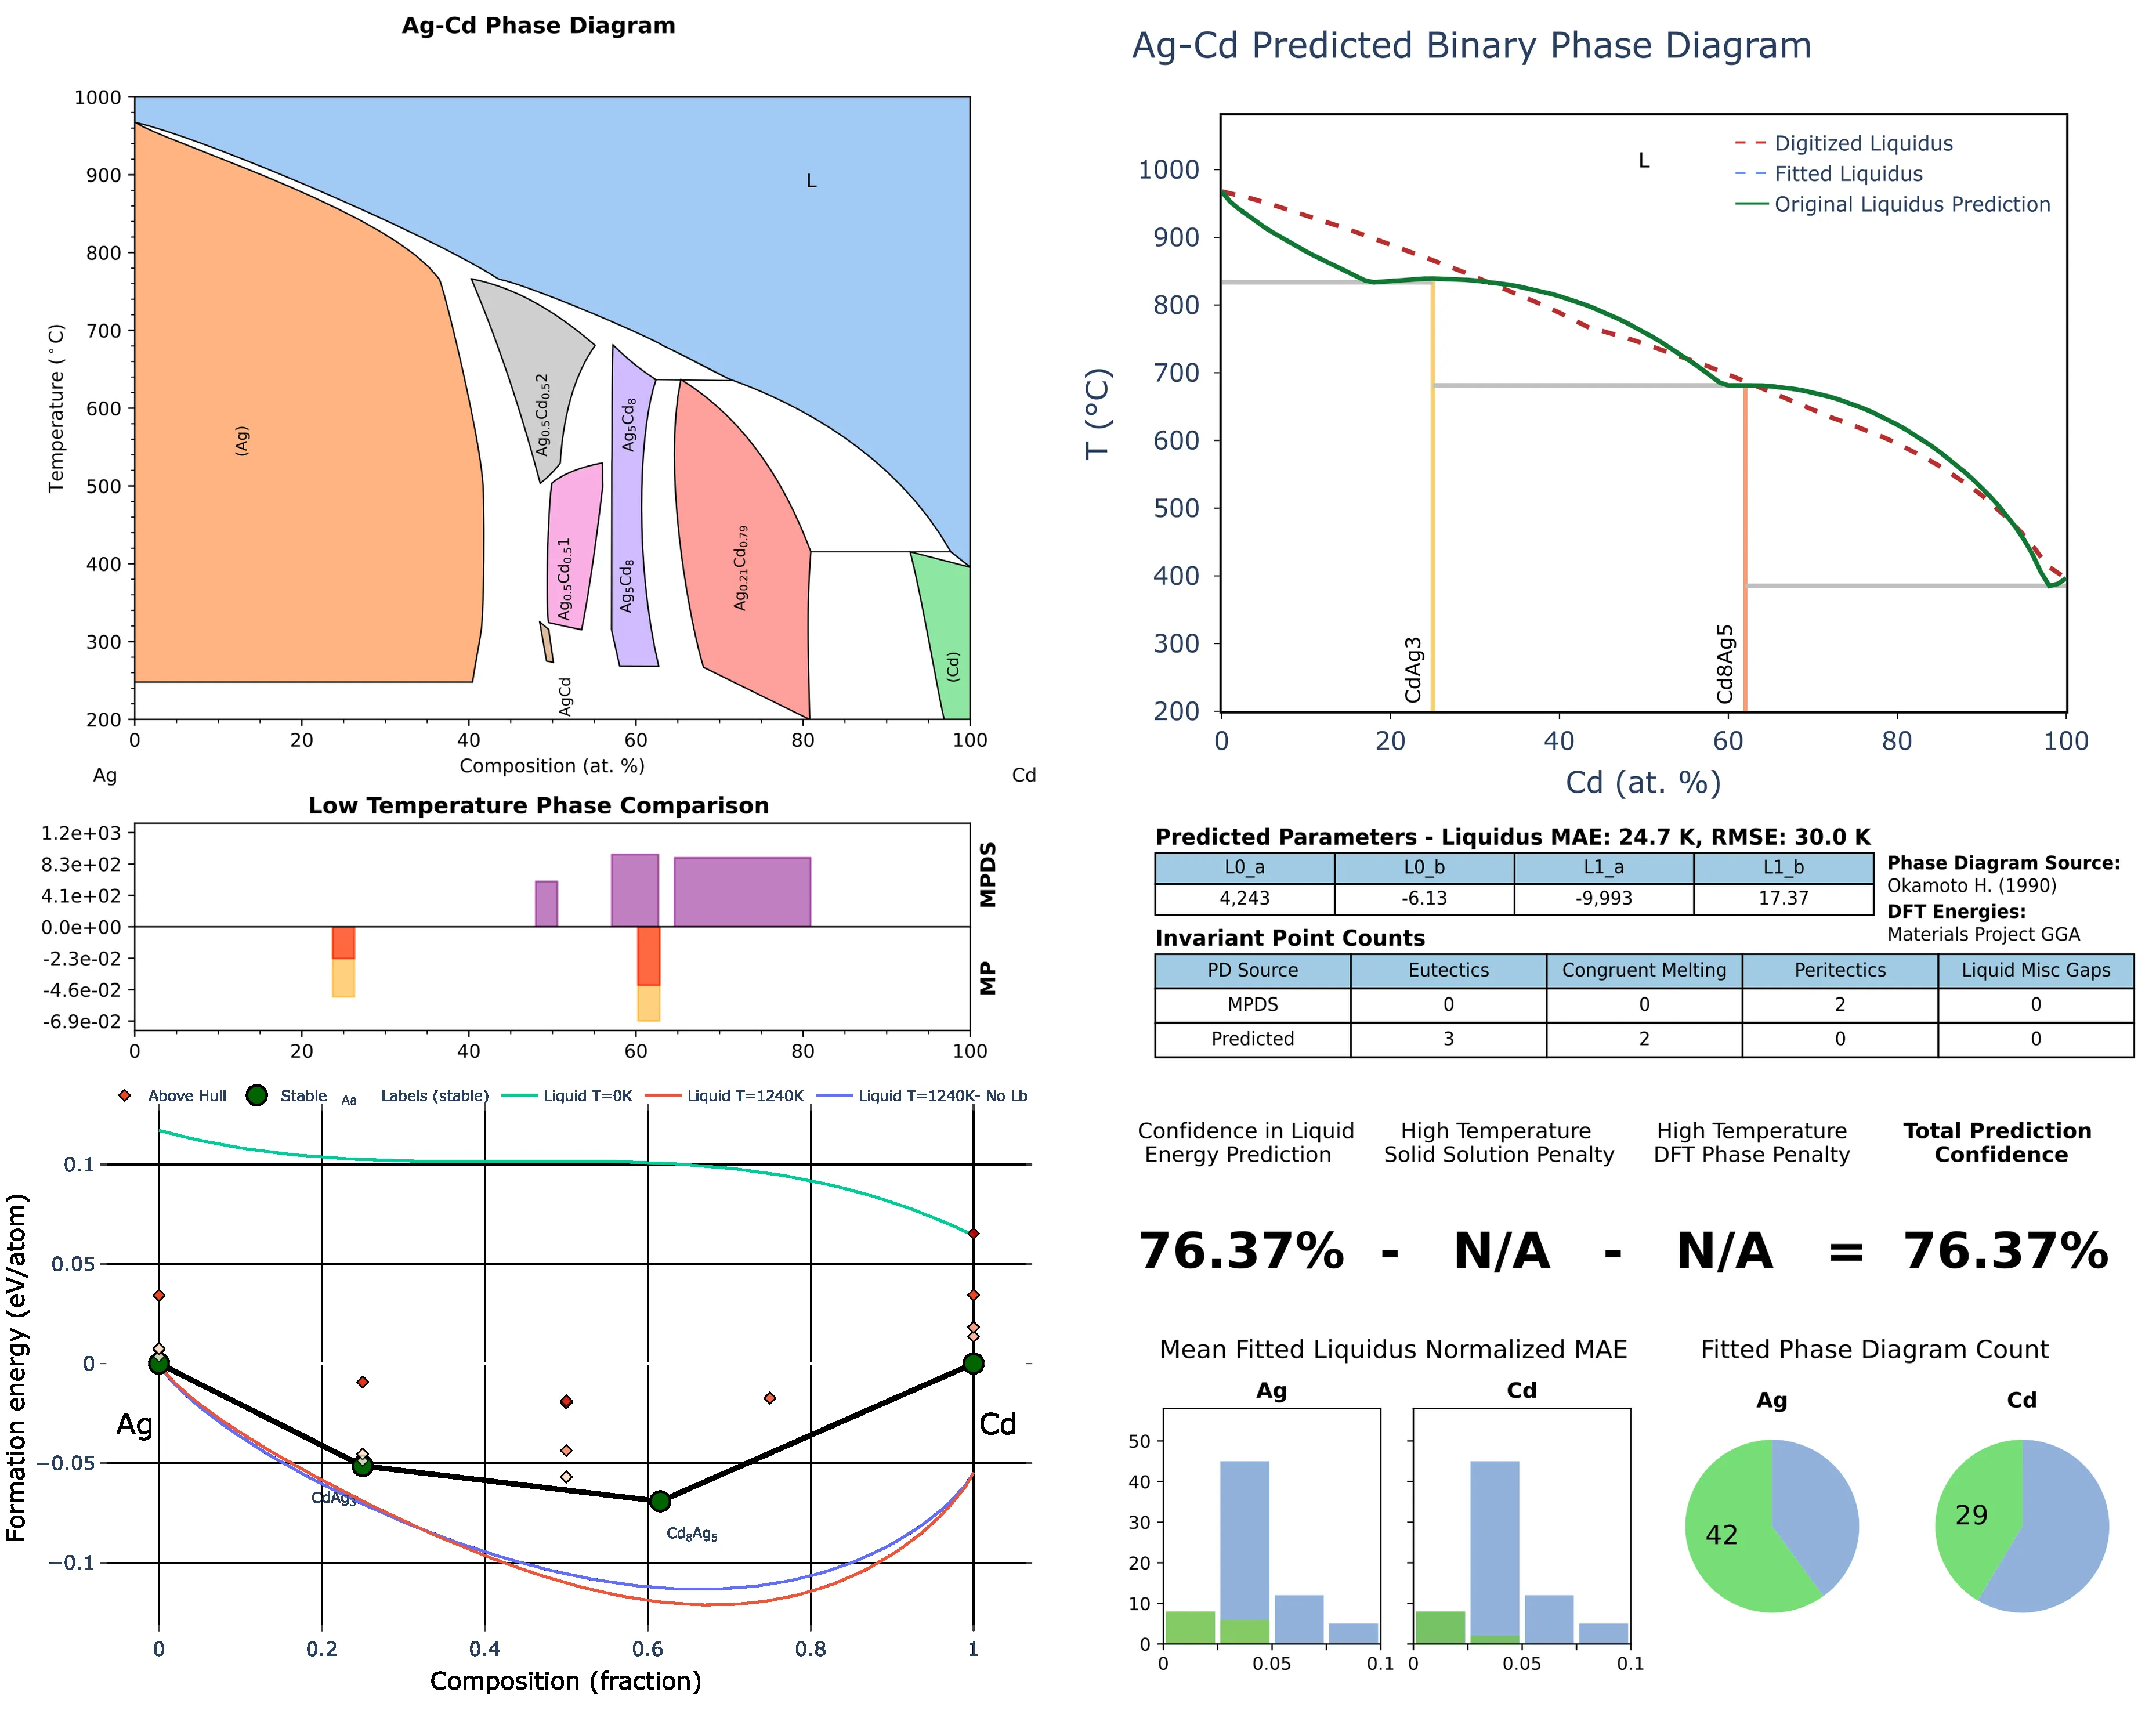 Ag-Cd Phase Diagram
1000
900
800
700
600
500
400
300
200
Temperature (°C)
L
(Ag)
Ag0.5Cd0.52
Ag5Cd8
Ag0.5Cd0.51
Ag5Cd8
Ag0.21Cd0.79
(Cd)
AgCd
0 20 40 60 80 100
Composition (at. %)
Ag Cd
Low Temperature Phase Comparison
1.2e+03
8.3e+02
4.1e+02
0.0e+00
-2.3e-02
-4.6e-02
-6.9e-02
MPDS
MP
0 20 40 60 80 100
Above Hull Stable Aa Labels (stable) Liquid T=0K Liquid T=1240K Liquid T=1240K- No Lb
0.1
0.05
0
−0.05
−0.1
Formation energy (eV/atom)
Ag
Cd
CdAg3
Cd8Ag5
0 0.2 0.4 0.6 0.8 1
Composition (fraction)
Ag-Cd Predicted Binary Phase Diagram
L
Digitized Liquidus
Fitted Liquidus
Original Liquidus Prediction
1000
900
800
700
600
500
400
300
200
T (°C)
CdAg3
Cd8Ag5
0 20 40 60 80 100
Cd (at. %)
Predicted Parameters - Liquidus MAE: 24.7 K, RMSE: 30.0 K
L0_a L0_b L1_a L1_b
4,243 -6.13 -9,993 17.37
Phase Diagram Source:
Okamoto H. (1990)
DFT Energies:
Materials Project GGA
Invariant Point Counts
PD Source Eutectics Congruent Melting Peritectics Liquid Misc Gaps
MPDS 0 0 2 0
Predicted 3 2 0 0
Confidence in Liquid
Energy Prediction
High Temperature
Solid Solution Penalty
High Temperature
DFT Phase Penalty
Total Prediction
Confidence
76.37% - N/A - N/A = 76.37%
Mean Fitted Liquidus Normalized MAE
Ag
Cd
50
40
30
20
10
0
0 0.05 0.1
0 0.05 0.1
Fitted Phase Diagram Count
Ag
Cd
42
29